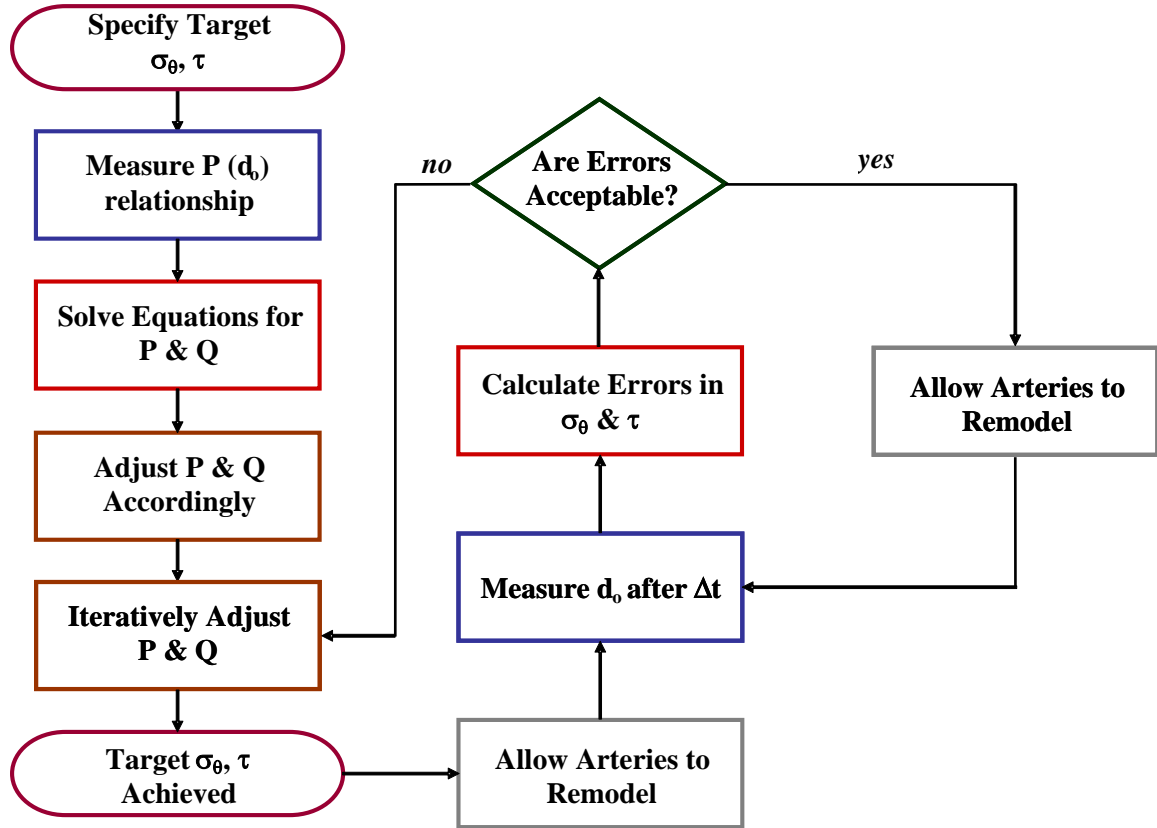 Specify Target
σθ, τ
Measure P (do)
relationship
Solve Equations for
P & Q
Adjust P & Q
Accordingly
Iteratively Adjust
P & Q
Target σθ, τ
Achieved
Allow Arteries to
Remodel
Measure do after Δt
Calculate Errors in
σθ & τ
Are Errors
Acceptable?
no
yes
Allow Arteries to
Remodel